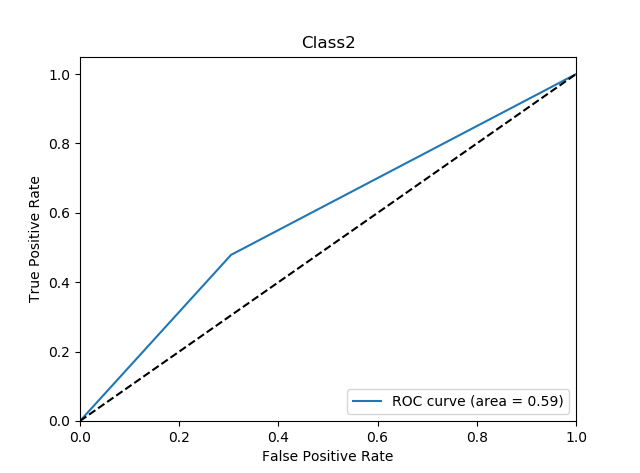 Class2
True Positive Rate
1.0
0.8
0.6
0.4
0.2
0.0
ROC curve (area = 0.59)
0.0 0.2 0.4 0.6 0.8 1.0
False Positive Rate